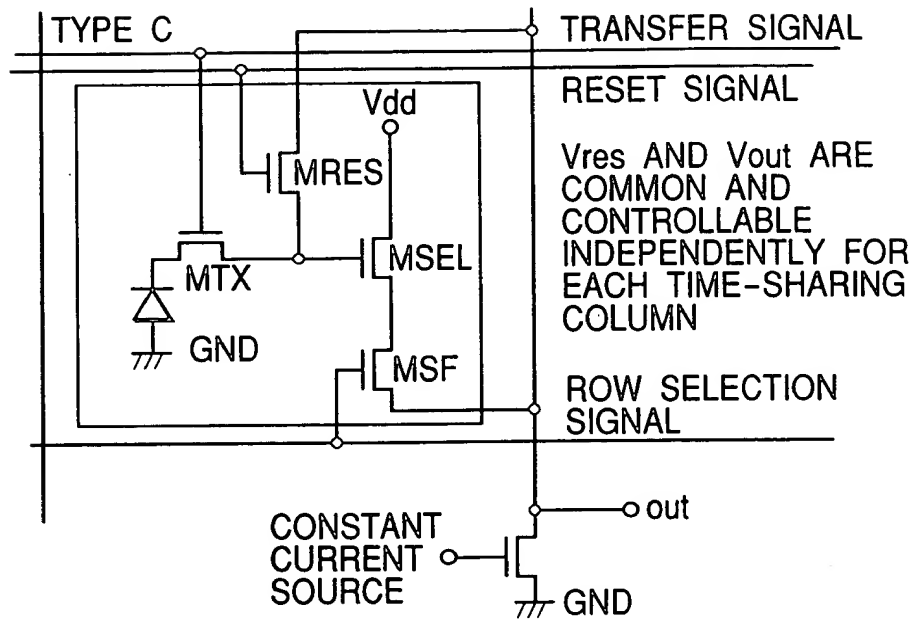 TYPE C
TRANSFER SIGNAL
RESET SIGNAL
Vdd
MRES
Vres AND Vout ARE
COMMON AND
CONTROLLABLE
INDEPENDENTLY FOR
EACH TIME-SHARING
COLUMN
MTX
MSEL
GND
MSF
ROW SELECTION
SIGNAL
out
CONSTANT
CURRENT
SOURCE
GND